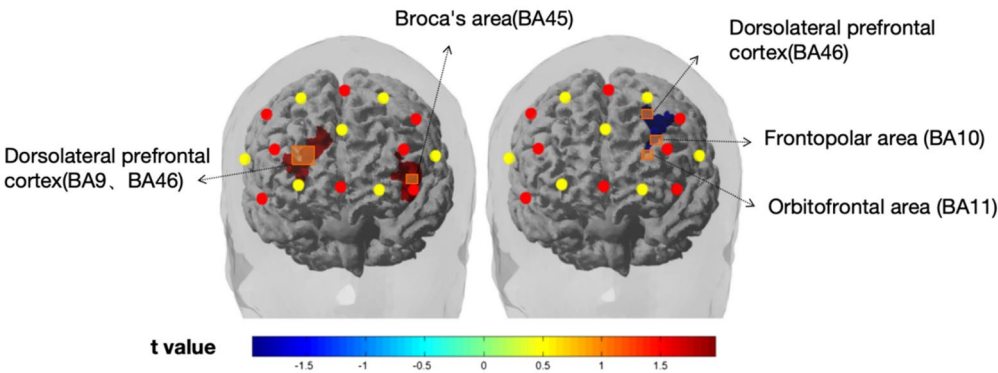 Broca's area(BA45)
Dorsolateral prefrontal
cortex(BA46)
Dorsolateral prefrontal
cortex(BA9、BA46)
Frontopolar area (BA10)
Orbitofrontal area (BA11)
t value
-1.5 -1 -0.5 0 0.5 1 1.5